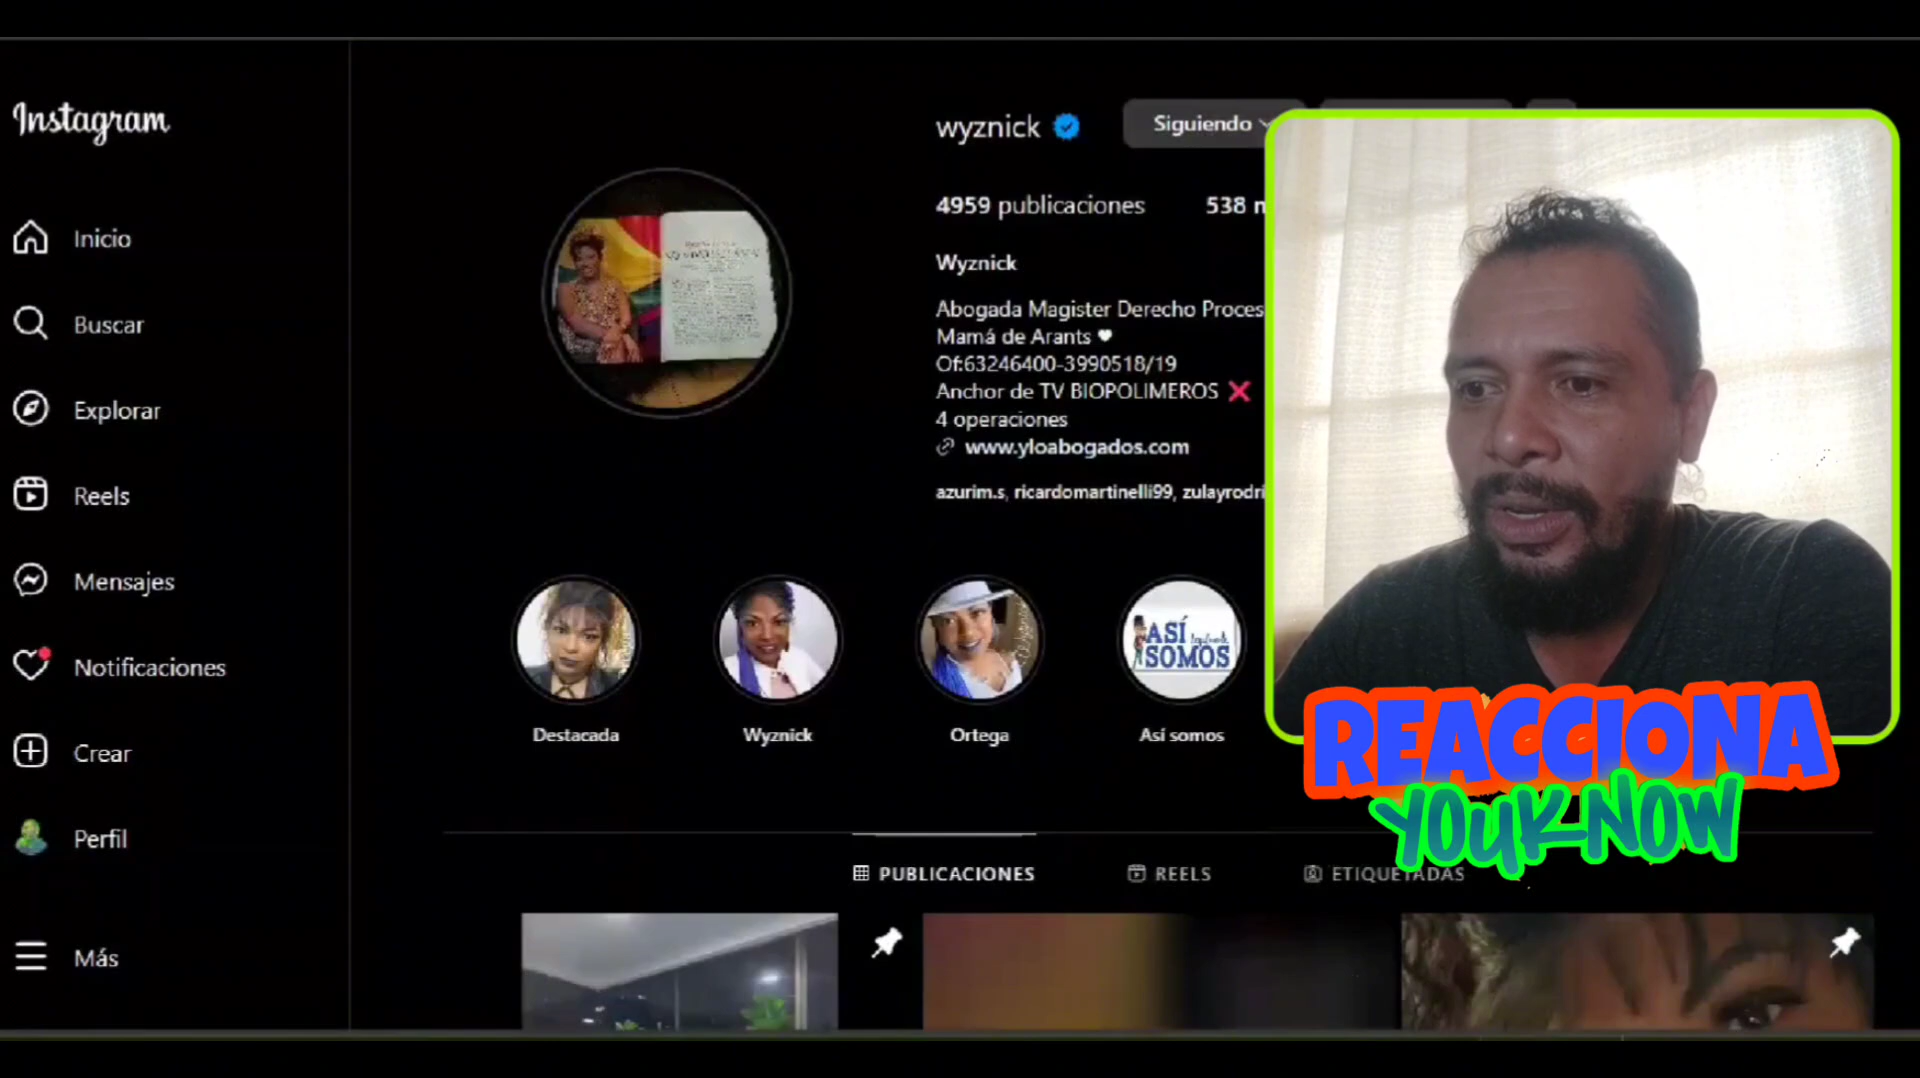 Instagram
Inicio
Buscar
Explorar
Reels
Mensajes
Notificaciones
Crear
Perfil
Más
wyznick
Siguiendo
4959 publicaciones 538
Wyznick
Abogada Magister Derecho Proces
Mamá de Arants
Of:63246400-3990518/19
Anchor de TV BIOPOLIMEROS
4 operaciones
www.yloabogados.com
azurim.s, ricardomartinelli99, zulayrodri
ASÍ
SOMOS
Destacada
Wyznick
Ortega
Así somos
PUBLICACIONES
REELS
ETIQUETADAS
REACCIONA
YOUKNOW